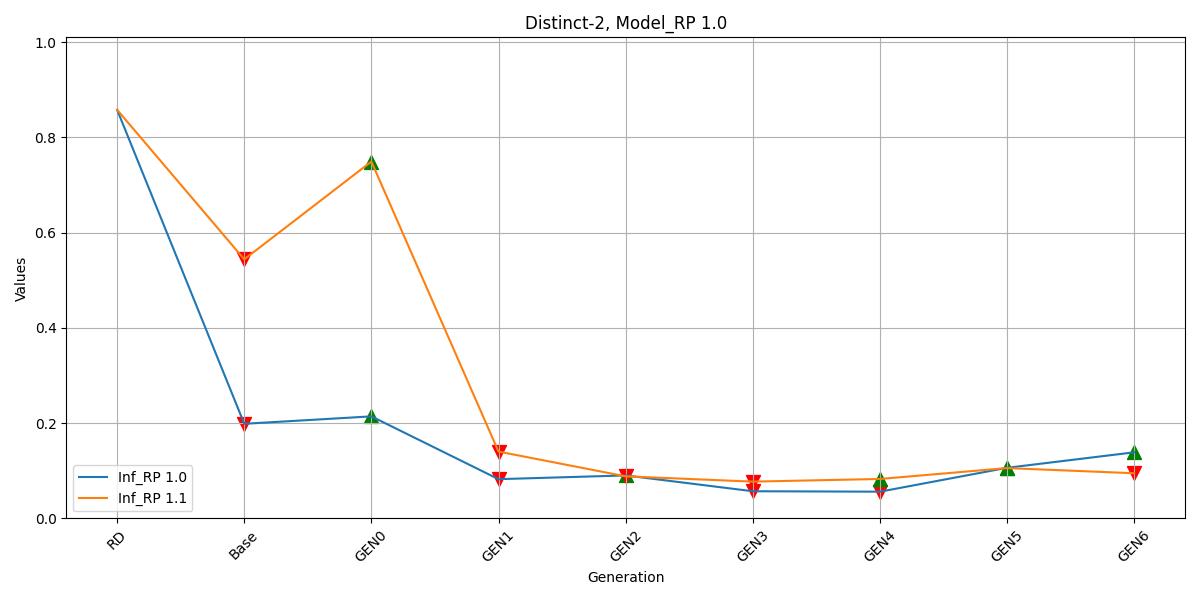 Distinct-2, Model_RP 1.0
Values
1.0
0.8
0.6
0.4
0.2
0.0
Inf_RP 1.0
Inf_RP 1.1
RD
Base
GEN0
GEN1
GEN2
GEN3
GEN4
GEN5
GEN6
Generation